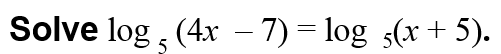 Solve log ₅ (4x – 7) = log ₅(x + 5).